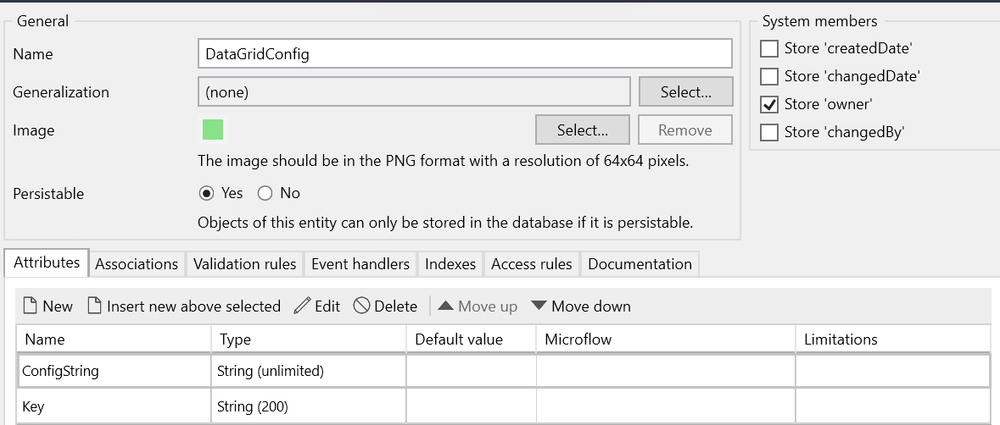 General
Name
DataGridConfig
Generalization
(none)
Select...
Image
Select...
Remove
The image should be in the PNG format with a resolution of 64x64 pixels.
Persistable
Yes
No
Objects of this entity can only be stored in the database if it is persistable.
System members
Store 'createdDate'
Store 'changedDate'
Store 'owner'
Store 'changedBy'
Attributes
Associations
Validation rules
Event handlers
Indexes
Access rules
Documentation
New
Insert new above selected
Edit
Delete
Move up
Move down
Name
Type
Default value
Microflow
Limitations
ConfigString
String (unlimited)
Key
String (200)